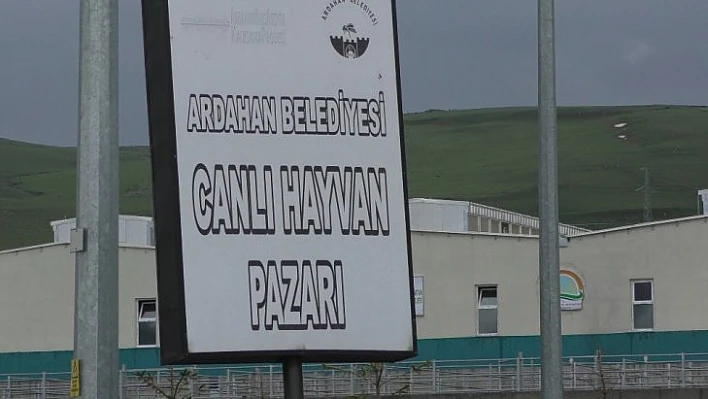 ARDAHAN BELEDİYESİ
ARDAHAN BELEDİYESİ
CANLI HAYVAN
PAZARI